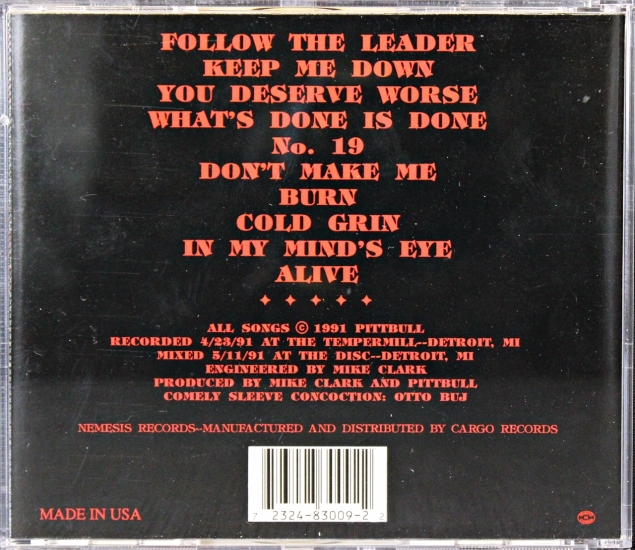 FOLLOW THE LEADER
KEEP ME DOWN
YOU DESERVE WORSE
WHAT'S DONE IS DONE
No. 19
DON'T MAKE ME
BURN
COLD GRIN
IN MY MIND'S EYE
ALIVE
ALL SONGS © 1991 PITTBULL
RECORDED 4/23/91 AT THE TEMPERMILL--DETROIT, MI
MIXED 5/11/91 AT THE DISC--DETROIT, MI
ENGINEERED BY MIKE CLARK
PRODUCED BY MIKE CLARK AND PITTBULL
COMELY SLEEVE CONCOCTION: OTTO BUJ
NEMESIS RECORDS--MANUFACTURED AND DISTRIBUTED BY CARGO RECORDS
7 2324-83009-2 2
MADE IN USA